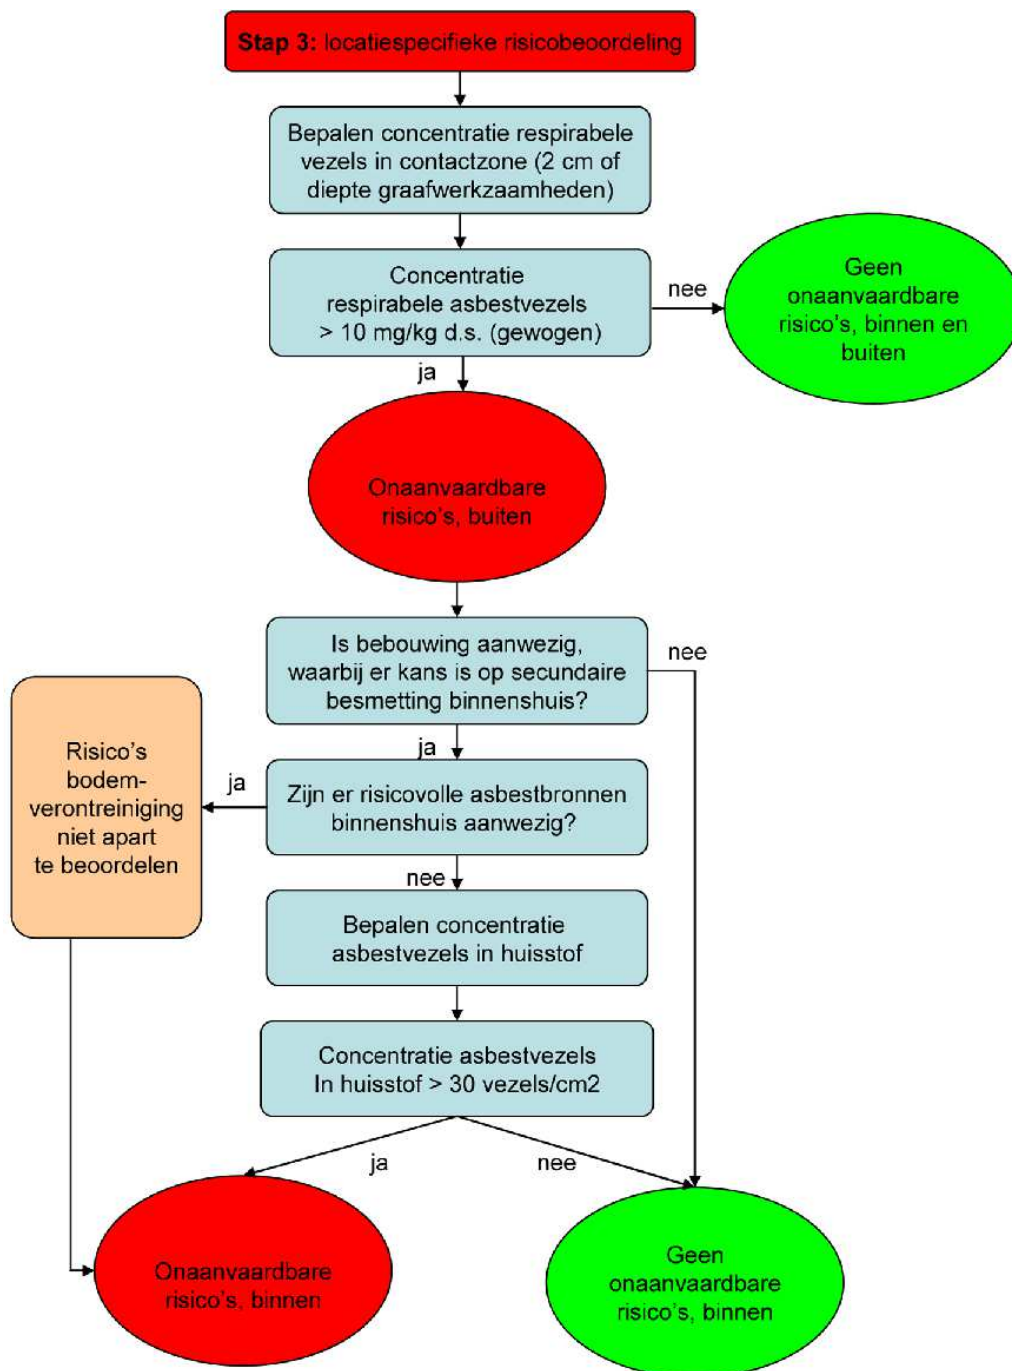 Stap 3: locatiespecifieke risicobeoordeling
Bepalen concentratie respirabele
vezels in contactzone (2 cm of
diepte graafwerkzaamheden)
Concentratie
respirabele asbestvezels
> 10 mg/kg d.s. (gewogen)
nee
Geen
onaanvaardbare
risico's, binnen en
buiten
ja
Onaanvaardbare
risico's, buiten
Is bebouwing aanwezig,
waarbij er kans is op secundaire
besmetting binnenshuis?
nee
ja
Zijn er risicovolle asbestbronnen
binnenshuis aanwezig?
ja
Risico's
bodem-
verontreiniging
niet apart
te beoordelen
nee
Bepalen concentratie
asbestvezels in huisstof
Concentratie asbestvezels
In huisstof > 30 vezels/cm2
ja
nee
Onaanvaardbare
risico's, binnen
Geen
onaanvaardbare
risico's, binnen